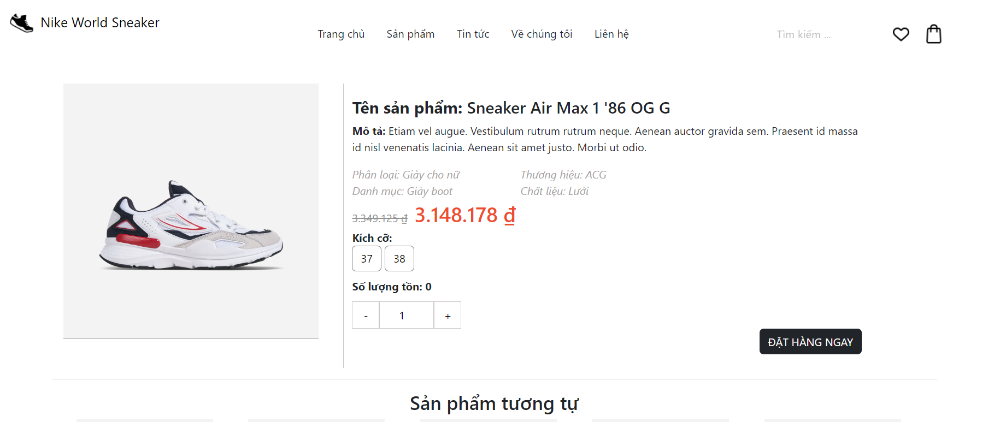 Nike World Sneaker
Trang chủ Sản phẩm Tin tức Về chúng tôi Liên hệ Tìm kiếm ...
Tên sản phẩm: Sneaker Air Max 1 '86 OG G
Mô tả: Etiam vel augue. Vestibulum rutrum rutrum neque. Aenean auctor gravida sem. Praesent id massa
id nisl venenatis lacinia. Aenean sit amet justo. Morbi ut odio.
Phân loại: Giày cho nữ Thương hiệu: ACG
Danh mục: Giày boot Chất liệu: Lưới
3.349.125 ₫ 3.148.178 ₫
Kích cỡ:
37 38
Số lượng tồn: 0
- 1 +
ĐẶT HÀNG NGAY
Sản phẩm tương tự